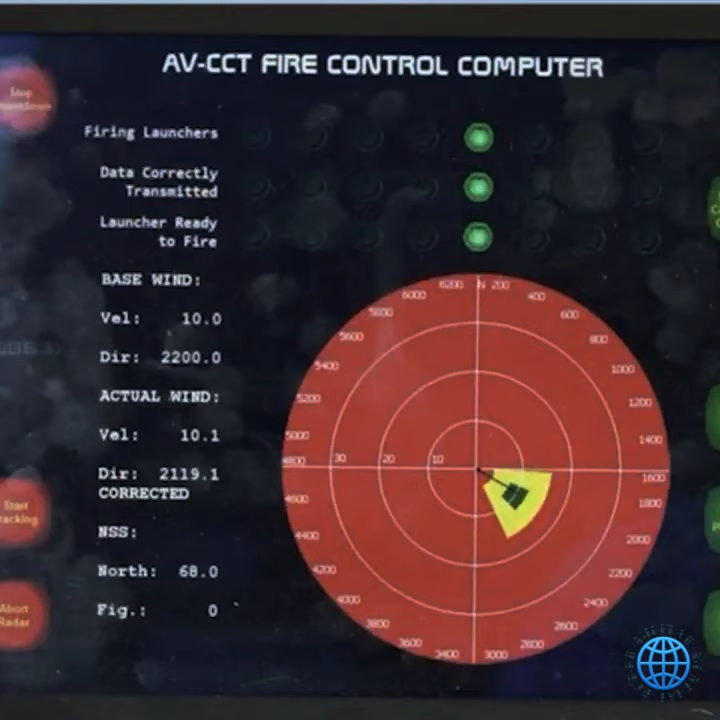 AV-CCT FIRE CONTROL COMPUTER
Stop
Firing Launchers
Data Correctly
Transmitted
Launcher Ready
to Fire
BASE WIND:
Vel: 10.0
Dir: 2200.0
ACTUAL WIND:
Vel: 10.1
Dir: 2119.1
CORRECTED
NSS:
North: 68.0
Fig.: 0
Start
Abort
Radar
6200 N 200
6000 400
5800 600
5600 800
5400 1000
5200 1200
5000 1400
4800 30 20 10 1600
4600 1800
4400 2000
4200 2200
4000 2400
3800 2600
3600 2800
3400 3000